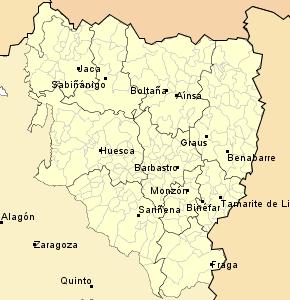 Jaca
Sabiñánigo
Boltaña
Aínsa
Graus
Huesca
Benabarre
Barbastro
Monzón
Tamarite de Li
Binéfar
Sariñena
Alagón
Zaragoza
Fraga
Quinto